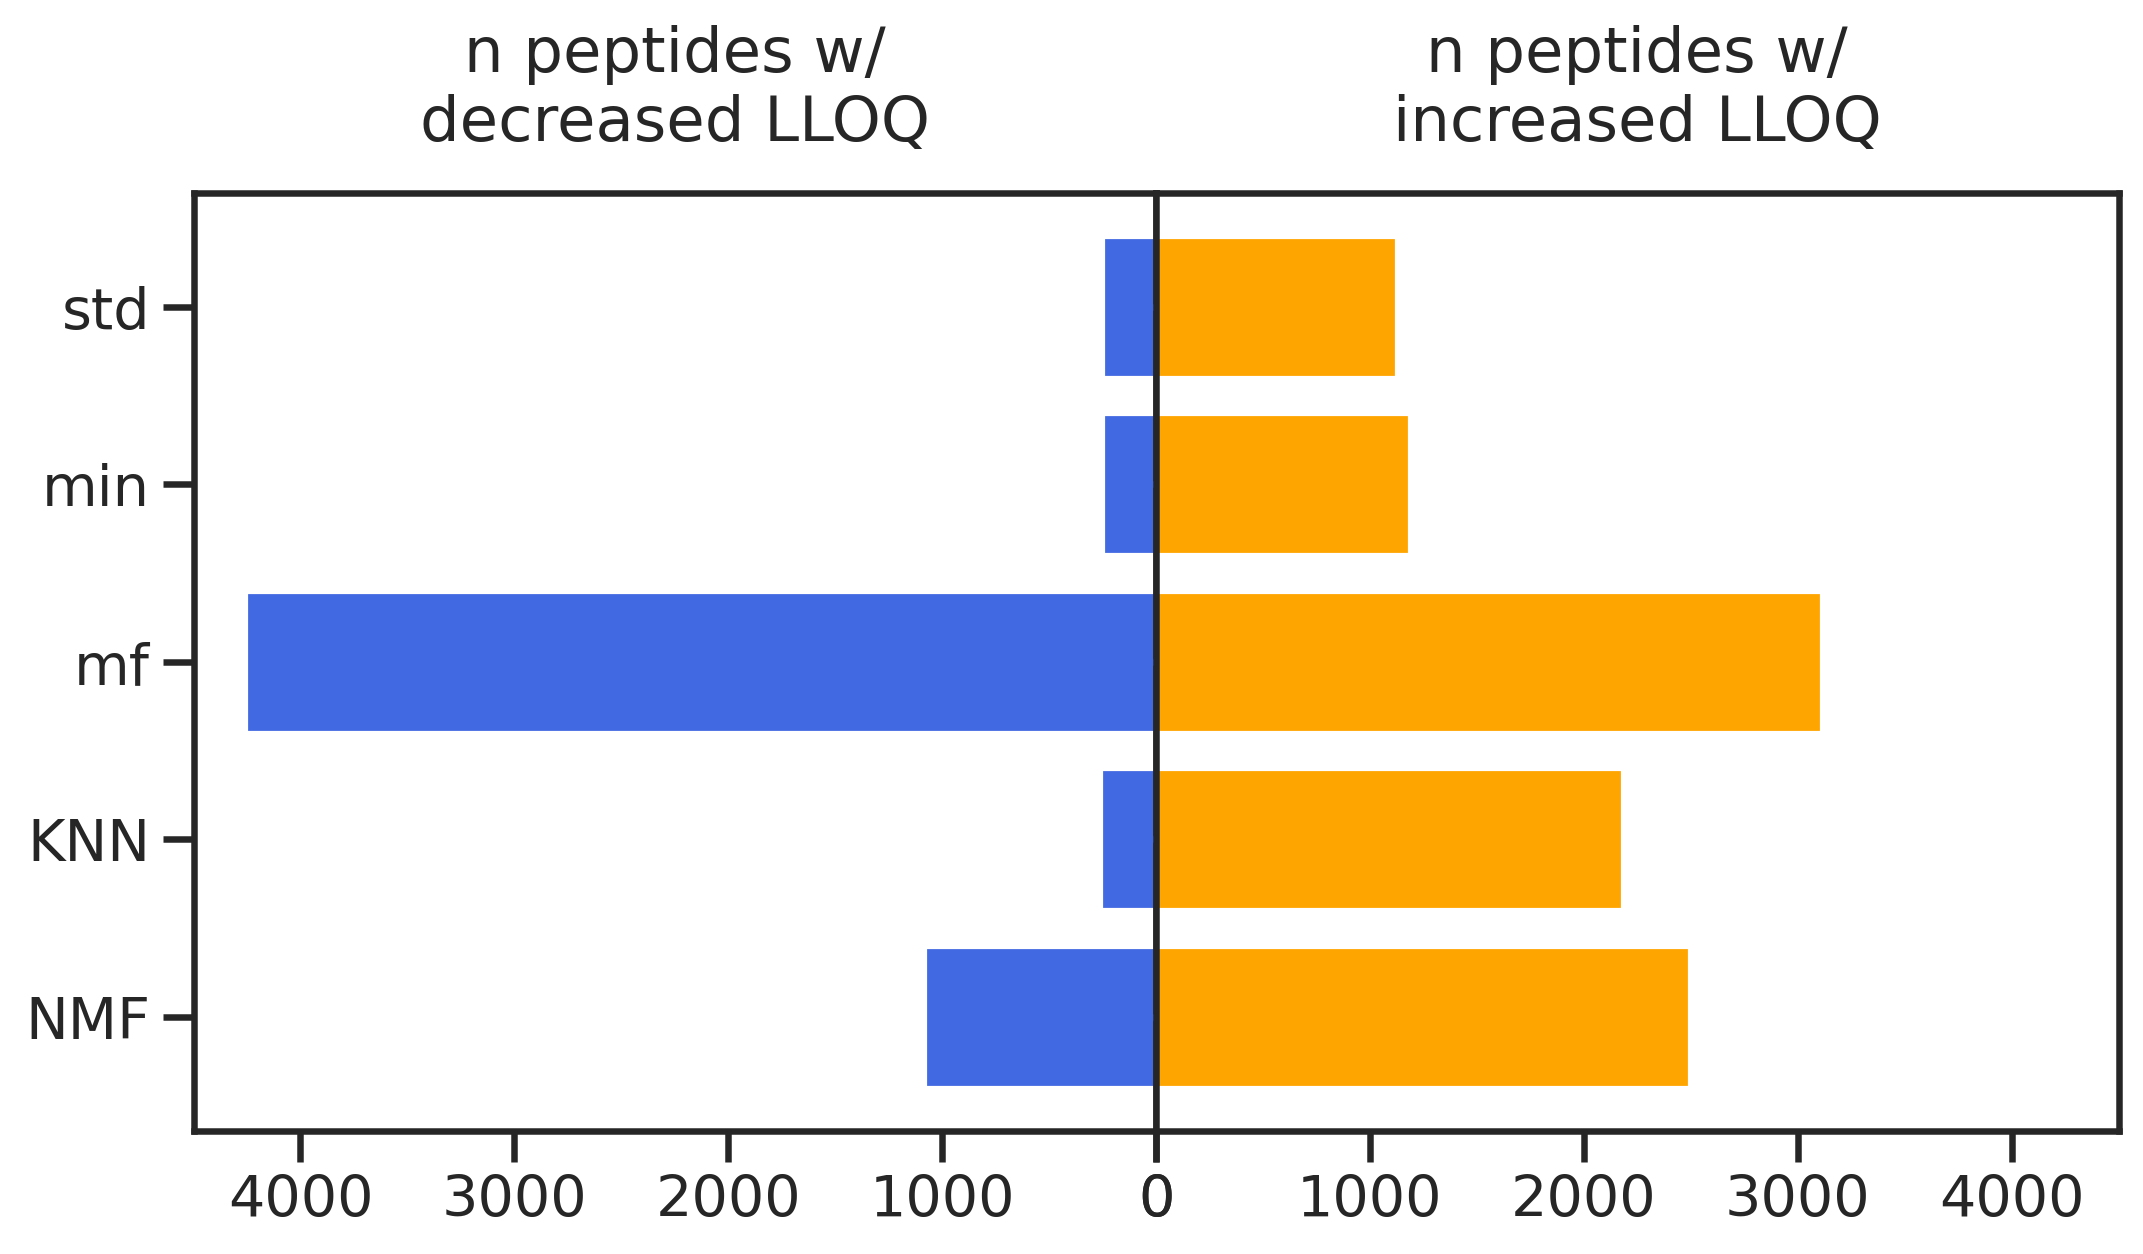 n peptides w/
decreased LLOQ
n peptides w/
increased LLOQ
std
min
mf
KNN
NMF
4000 3000 2000 1000 0 1000 2000 3000 4000